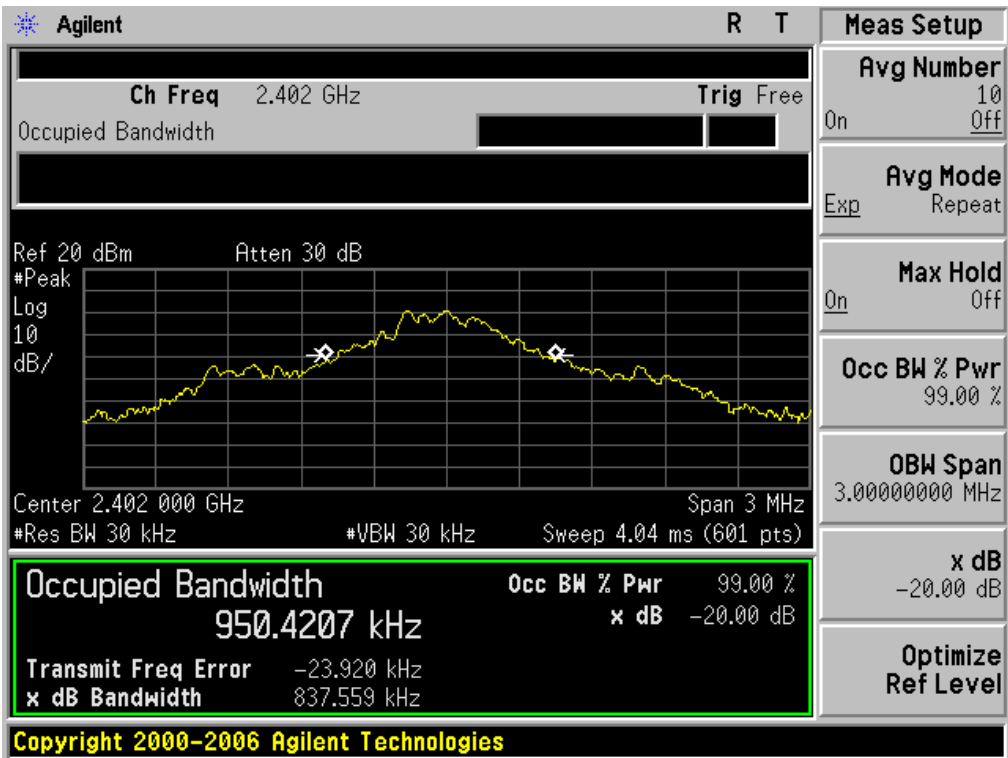 Agilent R T
Ch Freq 2.402 GHz Trig Free
Occupied Bandwidth
Ref 20 dBm Atten 30 dB
#Peak
Log
10
dB/
Center 2.402 000 GHz Span 3 MHz
#Res BW 30 kHz #VBW 30 kHz Sweep 4.04 ms (601 pts)
Occupied Bandwidth Occ BW % Pwr 99.00 %
950.4207 kHz x dB -20.00 dB
Transmit Freq Error -23.920 kHz
x dB Bandwidth 837.559 kHz
Copyright 2000-2006 Agilent Technologies
Meas Setup
Avg Number
10
On Off
Avg Mode
Exp Repeat
Max Hold
On Off
Occ BW % Pwr
99.00 %
OBW Span
3.00000000 MHz
x dB
-20.00 dB
Optimize
Ref Level